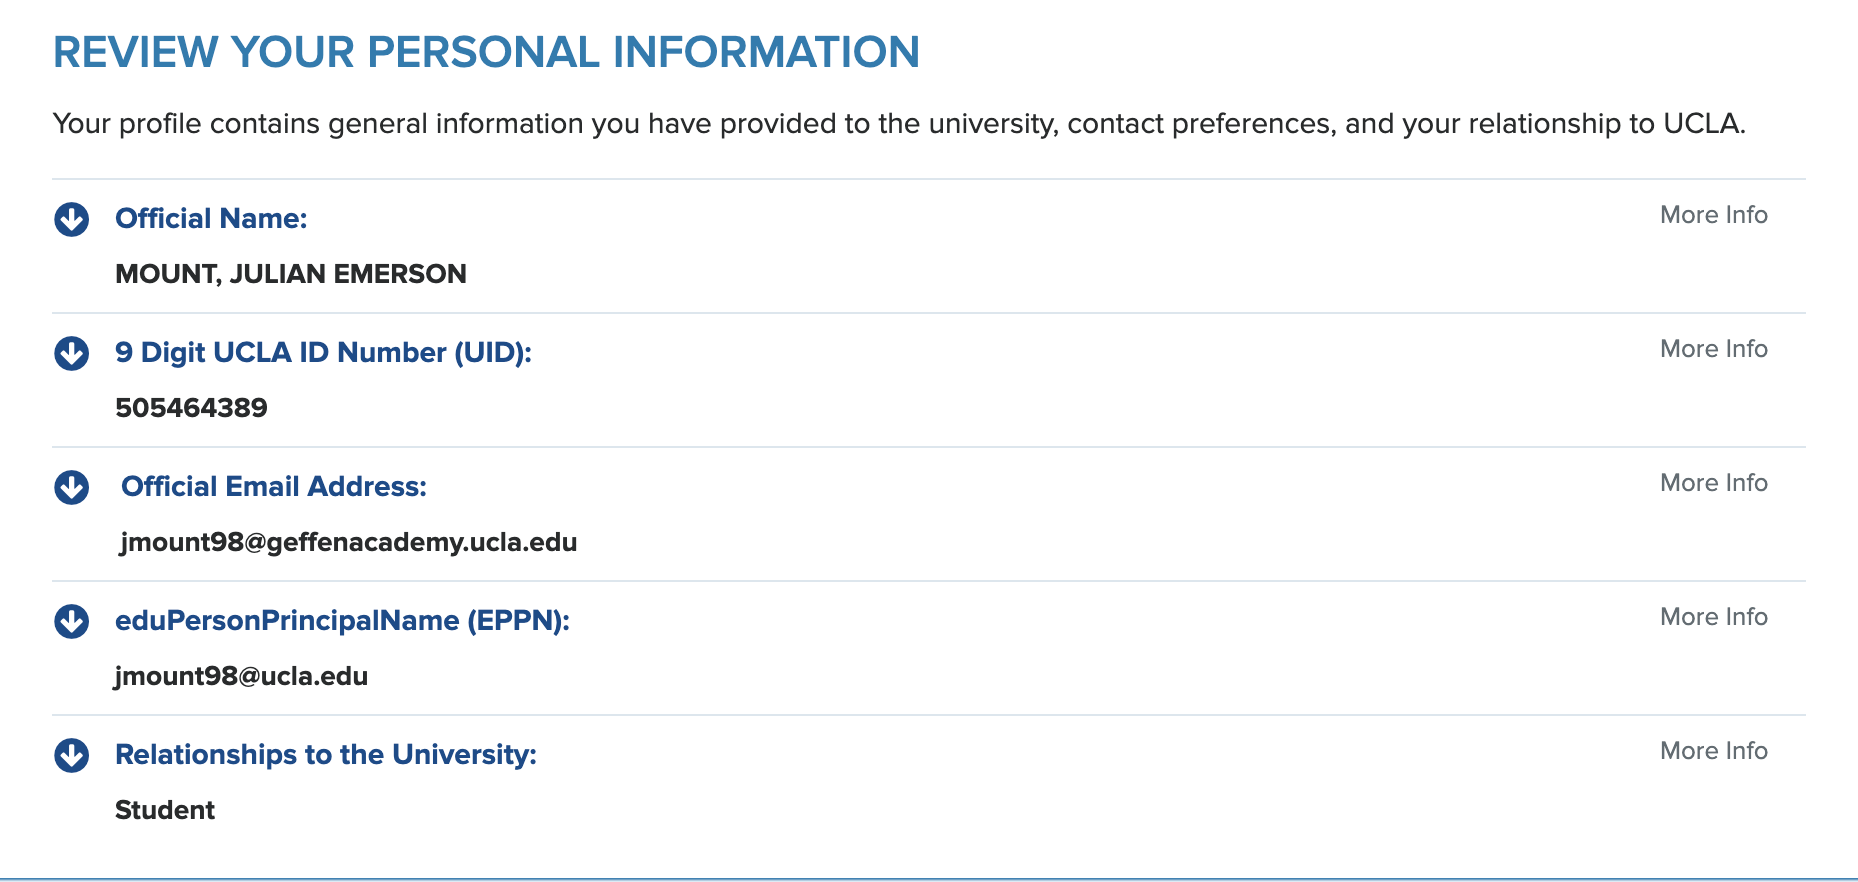 REVIEW YOUR PERSONAL INFORMATION
Your profile contains general information you have provided to the university, contact preferences, and your relationship to UCLA.
Official Name: More Info
MOUNT, JULIAN EMERSON
9 Digit UCLA ID Number (UID): More Info
505464389
Official Email Address: More Info
jmount98@geffenacademy.ucla.edu
eduPersonPrincipalName (EPPN): More Info
jmount98@ucla.edu
Relationships to the University: More Info
Student